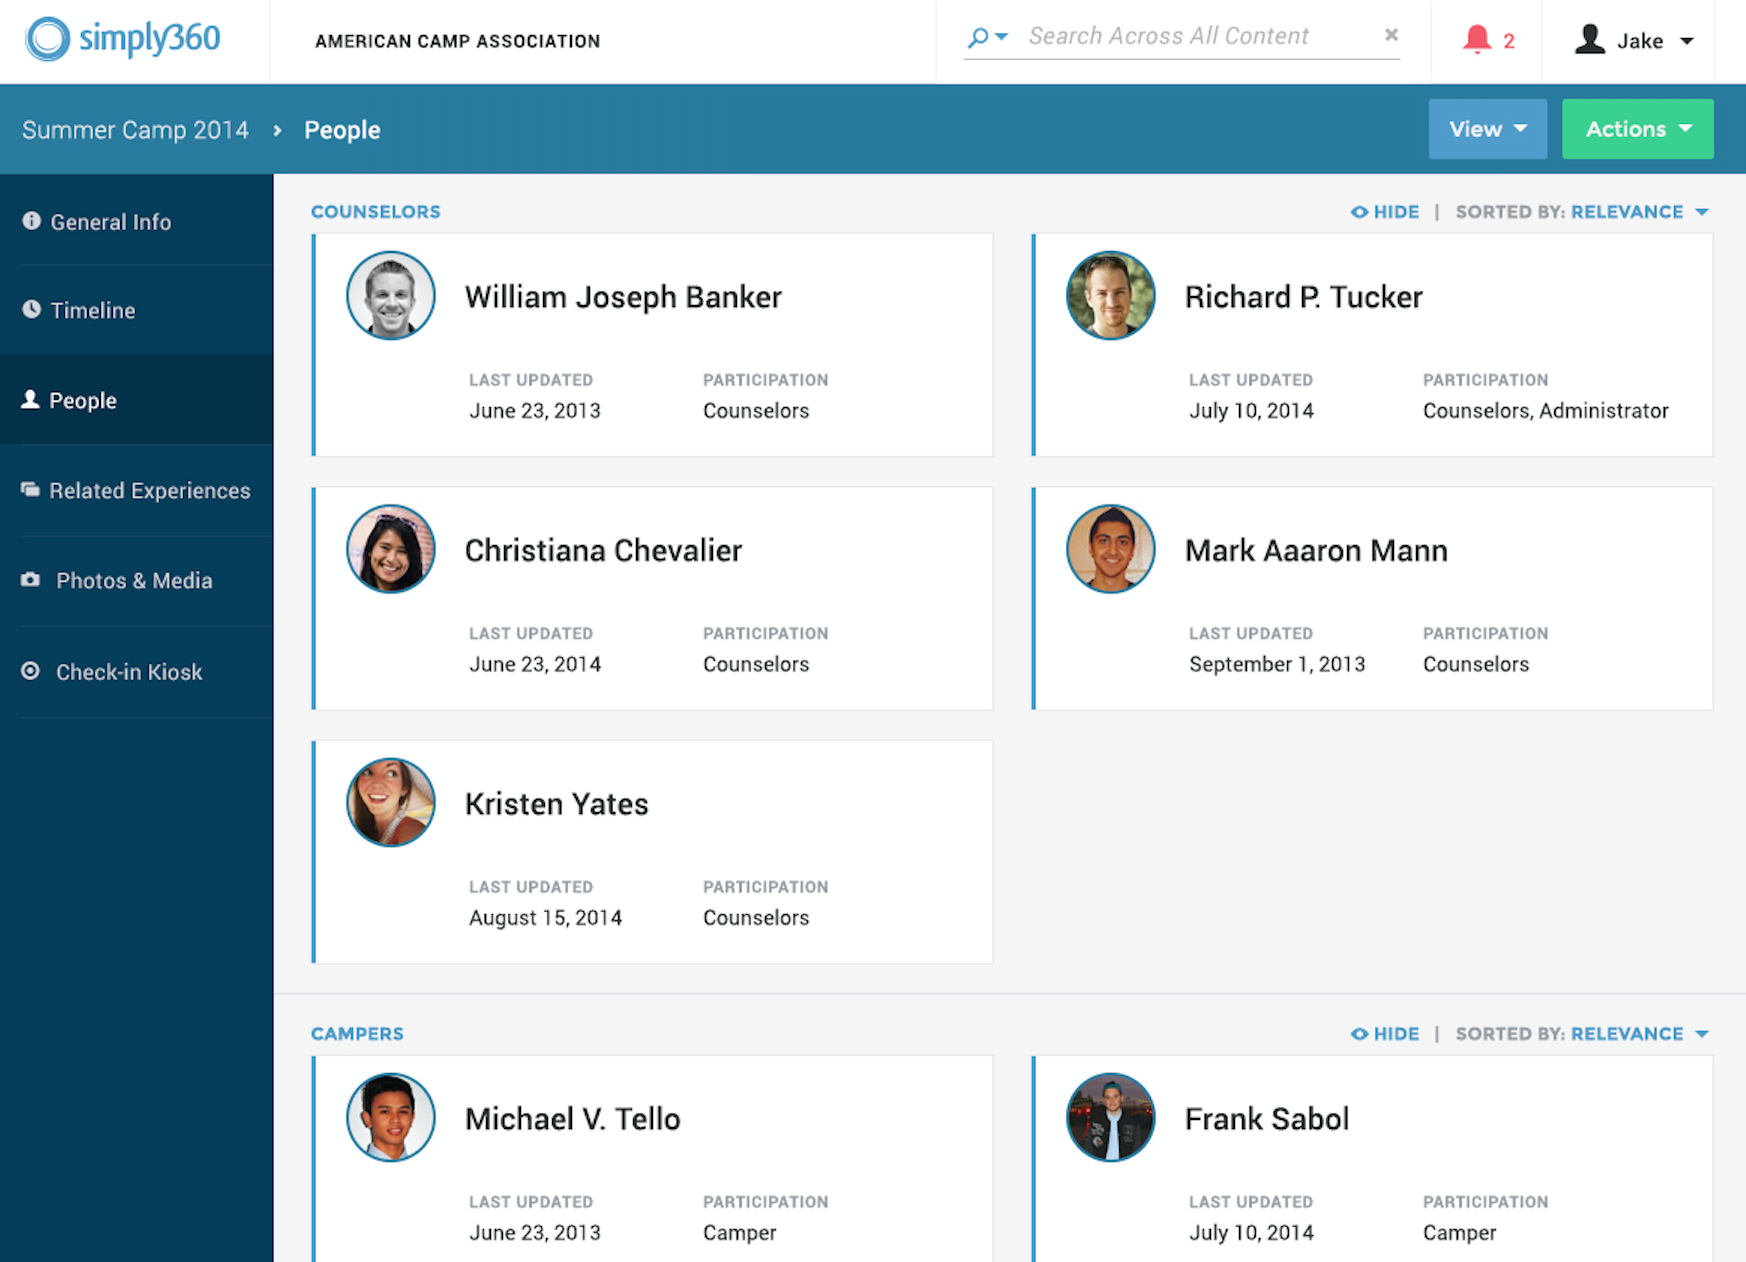 simply360
AMERICAN CAMP ASSOCIATION
Search Across All Content
2
Jake
Summer Camp 2014 › People
View
Actions
General Info
Timeline
People
Related Experiences
Photos & Media
Check-in Kiosk
COUNSELORS
HIDE | SORTED BY: RELEVANCE
William Joseph Banker
LAST UPDATED PARTICIPATION
June 23, 2013 Counselors
Richard P. Tucker
LAST UPDATED PARTICIPATION
July 10, 2014 Counselors, Administrator
Christiana Chevalier
LAST UPDATED PARTICIPATION
June 23, 2014 Counselors
Mark Aaaron Mann
LAST UPDATED PARTICIPATION
September 1, 2013 Counselors
Kristen Yates
LAST UPDATED PARTICIPATION
August 15, 2014 Counselors
CAMPERS
HIDE | SORTED BY: RELEVANCE
Michael V. Tello
LAST UPDATED PARTICIPATION
June 23, 2013 Camper
Frank Sabol
LAST UPDATED PARTICIPATION
July 10, 2014 Camper